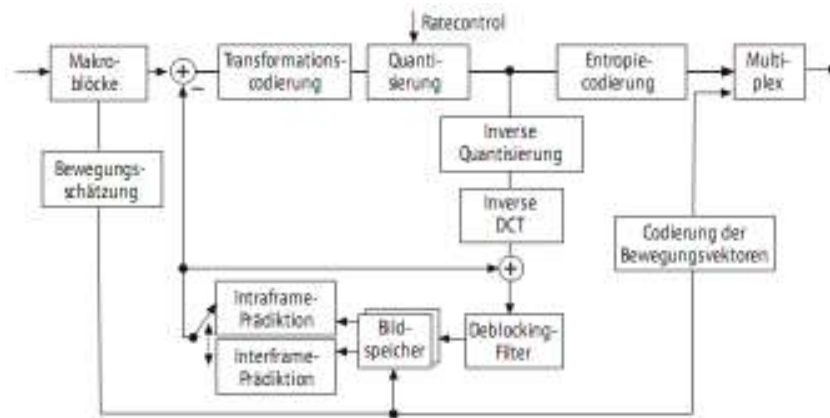 Ratecontrol
Makro-
blöcke
Transformations-
codierung
Quanti-
sierung
Entropie-
codierung
Multi-
plex
Inverse
Quantisierung
Bewegungs-
schätzung
Inverse
DCT
Codierung der
Bewegungsvektoren
Intraframe-
Prädiktion
Bild-
speicher
Deblocking-
Filter
Interframe-
Prädiktion